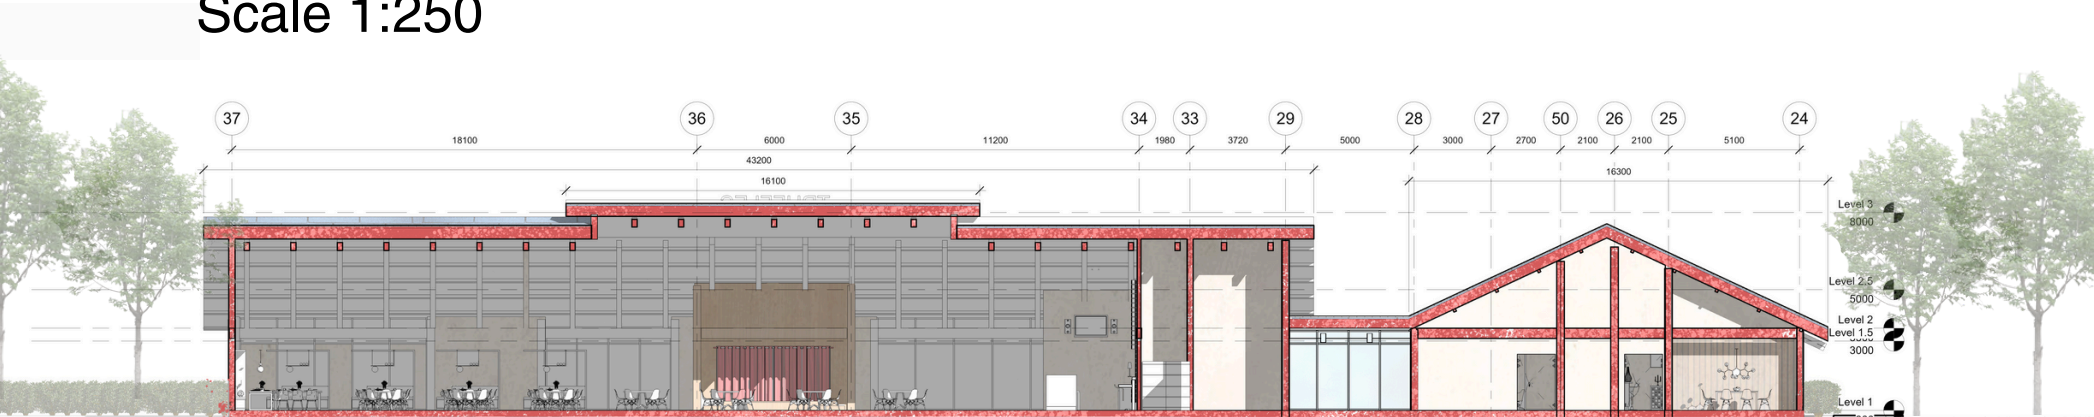 Scale 1:250
37 36 35 34 33 29 28 27 50 26 25 24
18100 6000 11200 1980 3720 5000 3000 2700 2100 2100 5100
43200
16100 16300
Level 3
8000
Level 2.5
5000
Level 2
Level 1.5
3000
Level 1